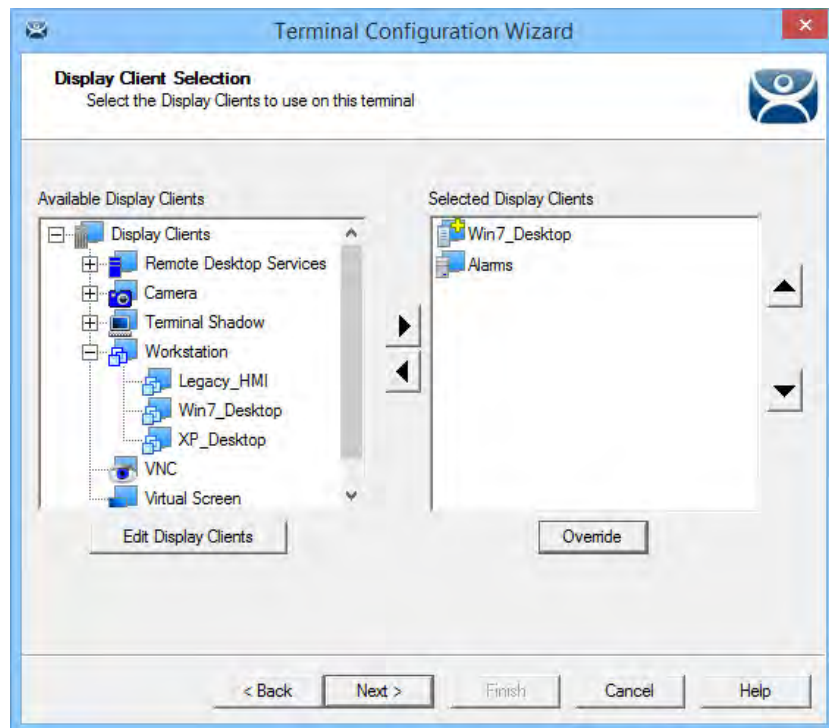 Terminal Configuration Wizard
Display Client Selection
Select the Display Clients to use on this terminal
Available Display Clients
Display Clients
Remote Desktop Services
Camera
Terminal Shadow
Workstation
Legacy_HMI
Win7_Desktop
XP_Desktop
VNC
Virtual Screen
Edit Display Clients
Selected Display Clients
Win7_Desktop
Alarms
Override
< Back
Next >
Finish
Cancel
Help